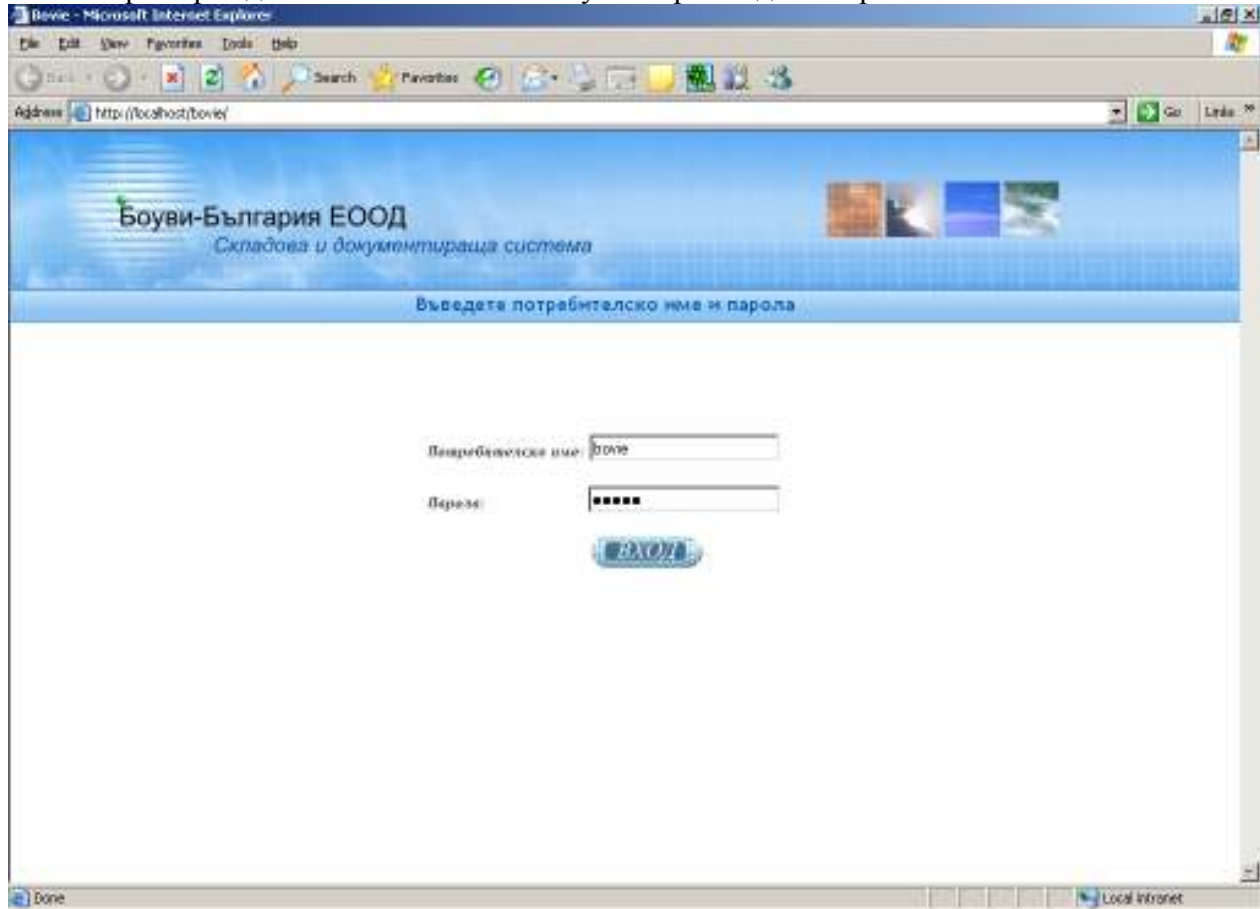 Bovie - Microsoft Internet Explorer
File Edit View Favorites Tools Help
Back Search Favorites
Address http://localhost/bovie/ Go Links »
Боуви-България ЕООД
Складова и документираща система
Въведете потребителско име и парола
Потребителско име: bovie
Парола: •••••
ВХОД
Done Local intranet